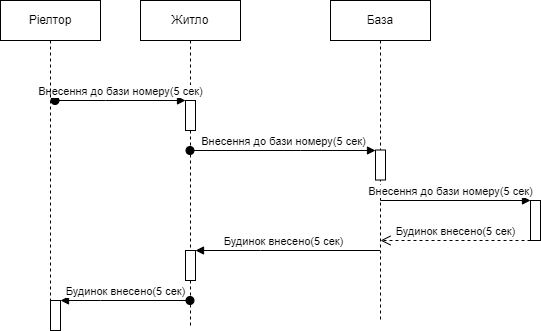 Ріелтор
Житло
База
Внесення до бази номеру(5 сек)
Внесення до бази номеру(5 сек)
Внесення до бази номеру(5 сек)
Будинок внесено(5 сек)
Будинок внесено(5 сек)
Будинок внесено(5 сек)